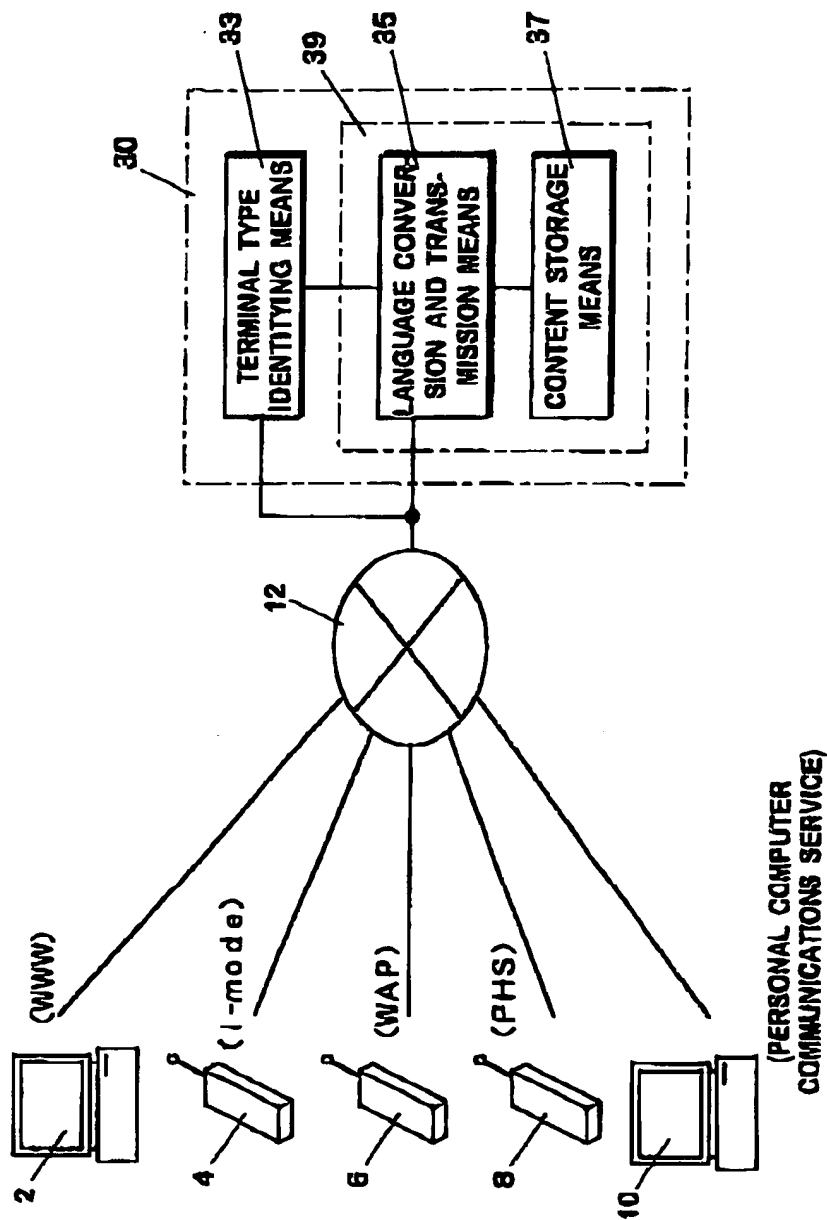 2
(WWW)
4
(i-mode)
6
(WAP)
8
(PHS)
10
(PERSONAL COMPUTER
COMMUNICATIONS SERVICE)
12
30
33
TERMINAL TYPE
IDENTITYING MEANS
39
35
LANGUAGE CONVER
SION AND TRANS-
MISSION MEANS
37
CONTENT STORAGE
MEANS